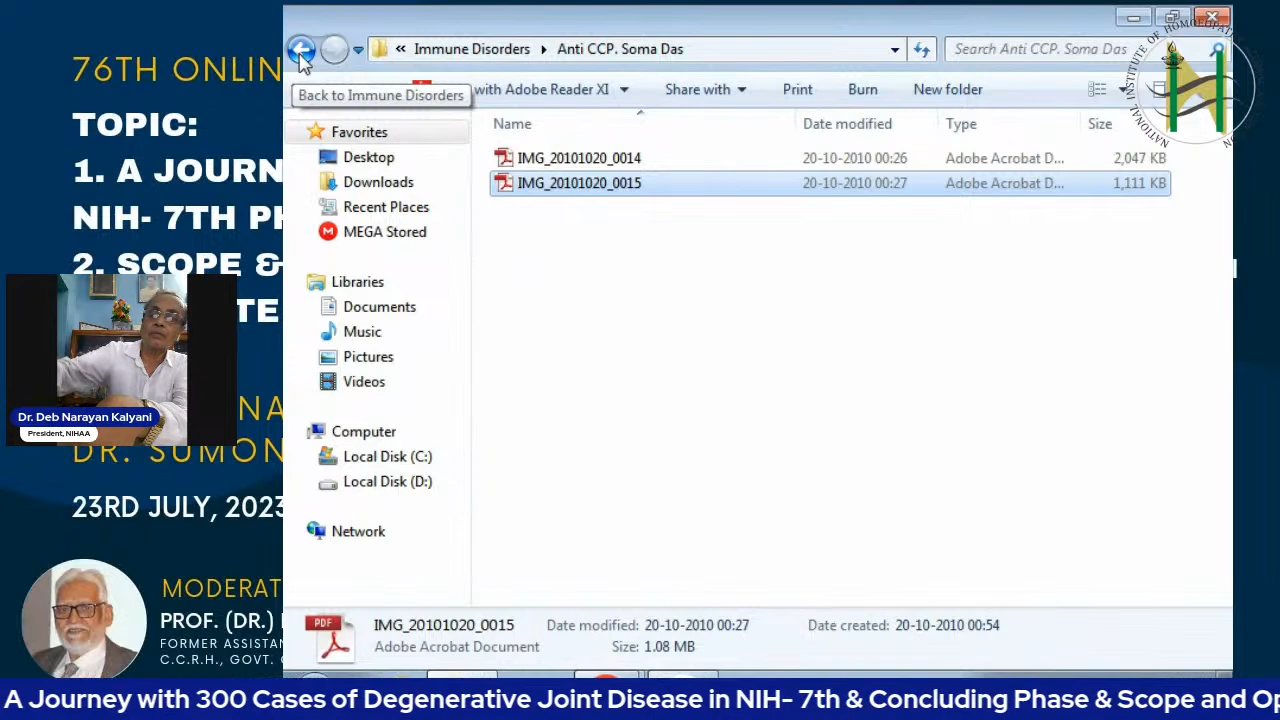 76TH ONLIN
TOPIC:
1. A JOURN
NIH- 7TH PH
2. SCOPE &
TE
NA
DR. SUMON
23RD JULY, 2023
MODERAT
PROF. (DR.)
FORMER ASSISTAN
C.C.R.H., GOVT.
Dr. Deb Narayan Kalyani
President, NIHAA
« Immune Disorders Anti CCP. Soma Das
Search Anti CCP. Soma Das
Back to Immune Disorders
with Adobe Reader XI Share with Print Burn New folder
Name Date modified Type Size
IMG_20101020_0014 20-10-2010 00:26 Adobe Acrobat D... 2,047 KB
IMG_20101020_0015 20-10-2010 00:27 Adobe Acrobat D... 1,111 KB
Favorites
Desktop
Downloads
Recent Places
MEGA Stored
Libraries
Documents
Music
Pictures
Videos
Computer
Local Disk (C:)
Local Disk (D:)
Network
PDF
IMG_20101020_0015 Date modified: 20-10-2010 00:27 Date created: 20-10-2010 00:54
Adobe Acrobat Document Size: 1.08 MB
NATIONAL INSTITUTE OF HOMOEOPATHY
A Journey with 300 Cases of Degenerative Joint Disease in NIH- 7th & Concluding Phase & Scope and Op